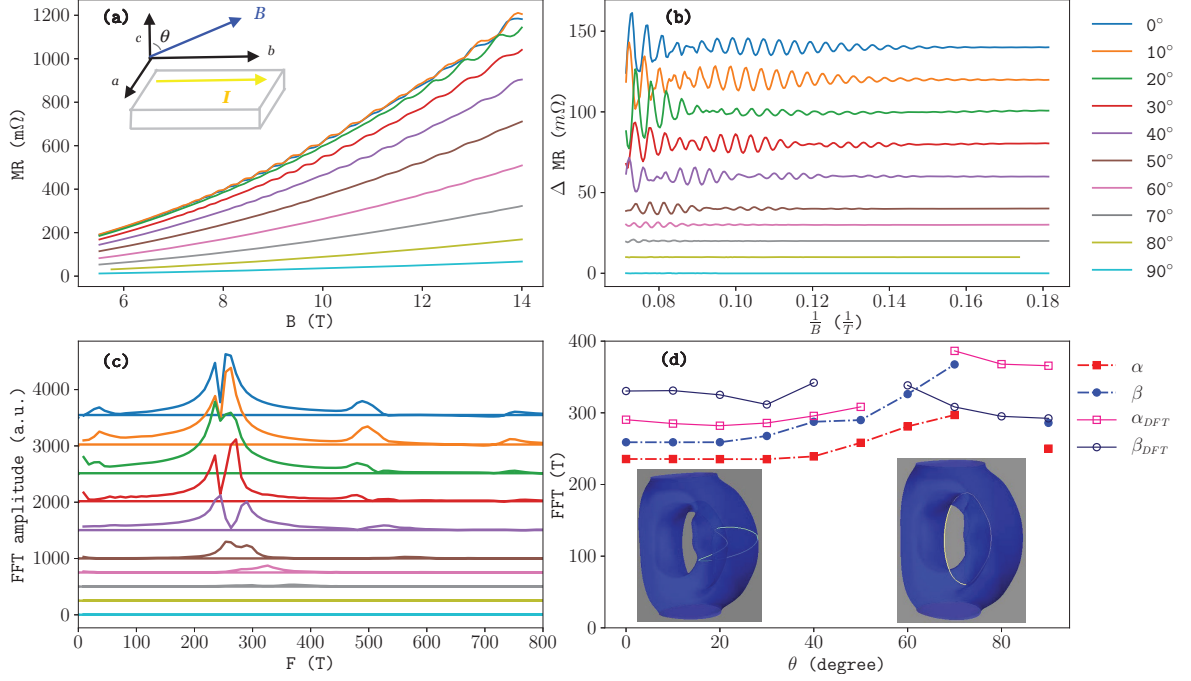 (a)
1200
1000
800
600
400
200
0
MR (mΩ)
6
8
10
12
14
B (T)
c
θ
B
b
a
I
(b)
150
100
50
0
Δ MR (mΩ)
0.08
0.10
0.12
0.14
0.16
0.18
1/B (1/T)
0°
10°
20°
30°
40°
50°
60°
70°
80°
90°
(c)
4000
3000
2000
1000
0
FFT amplitude (a.u.)
0
100
200
300
400
500
600
700
800
F (T)
(d)
400
300
200
100
0
FFT (T)
0
20
40
60
80
θ (degree)
α
β
α_DFT
β_DFT